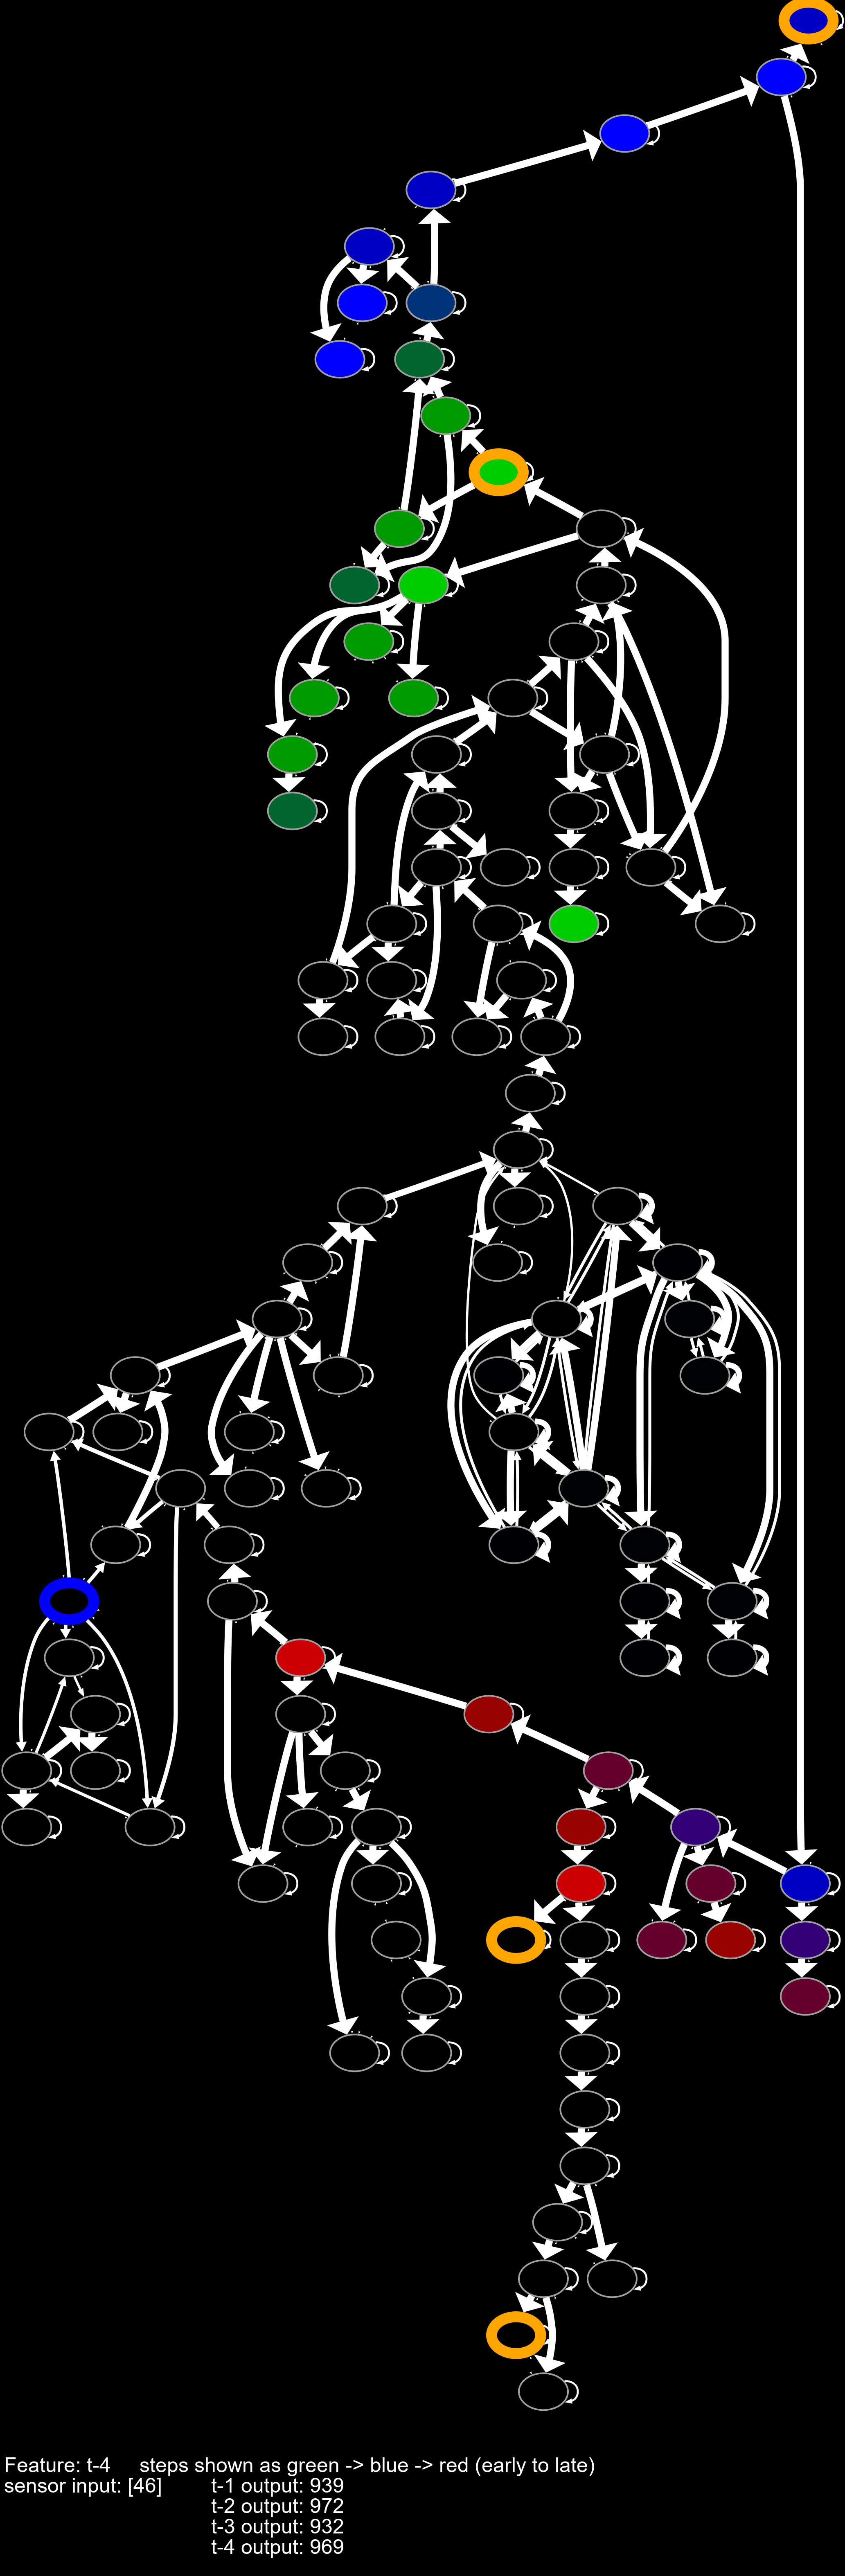 Feature: t-4     steps shown as green -> blue -> red (early to late)
sensor input: [46]        t-1 output: 939
t-2 output: 972
t-3 output: 932
t-4 output: 969